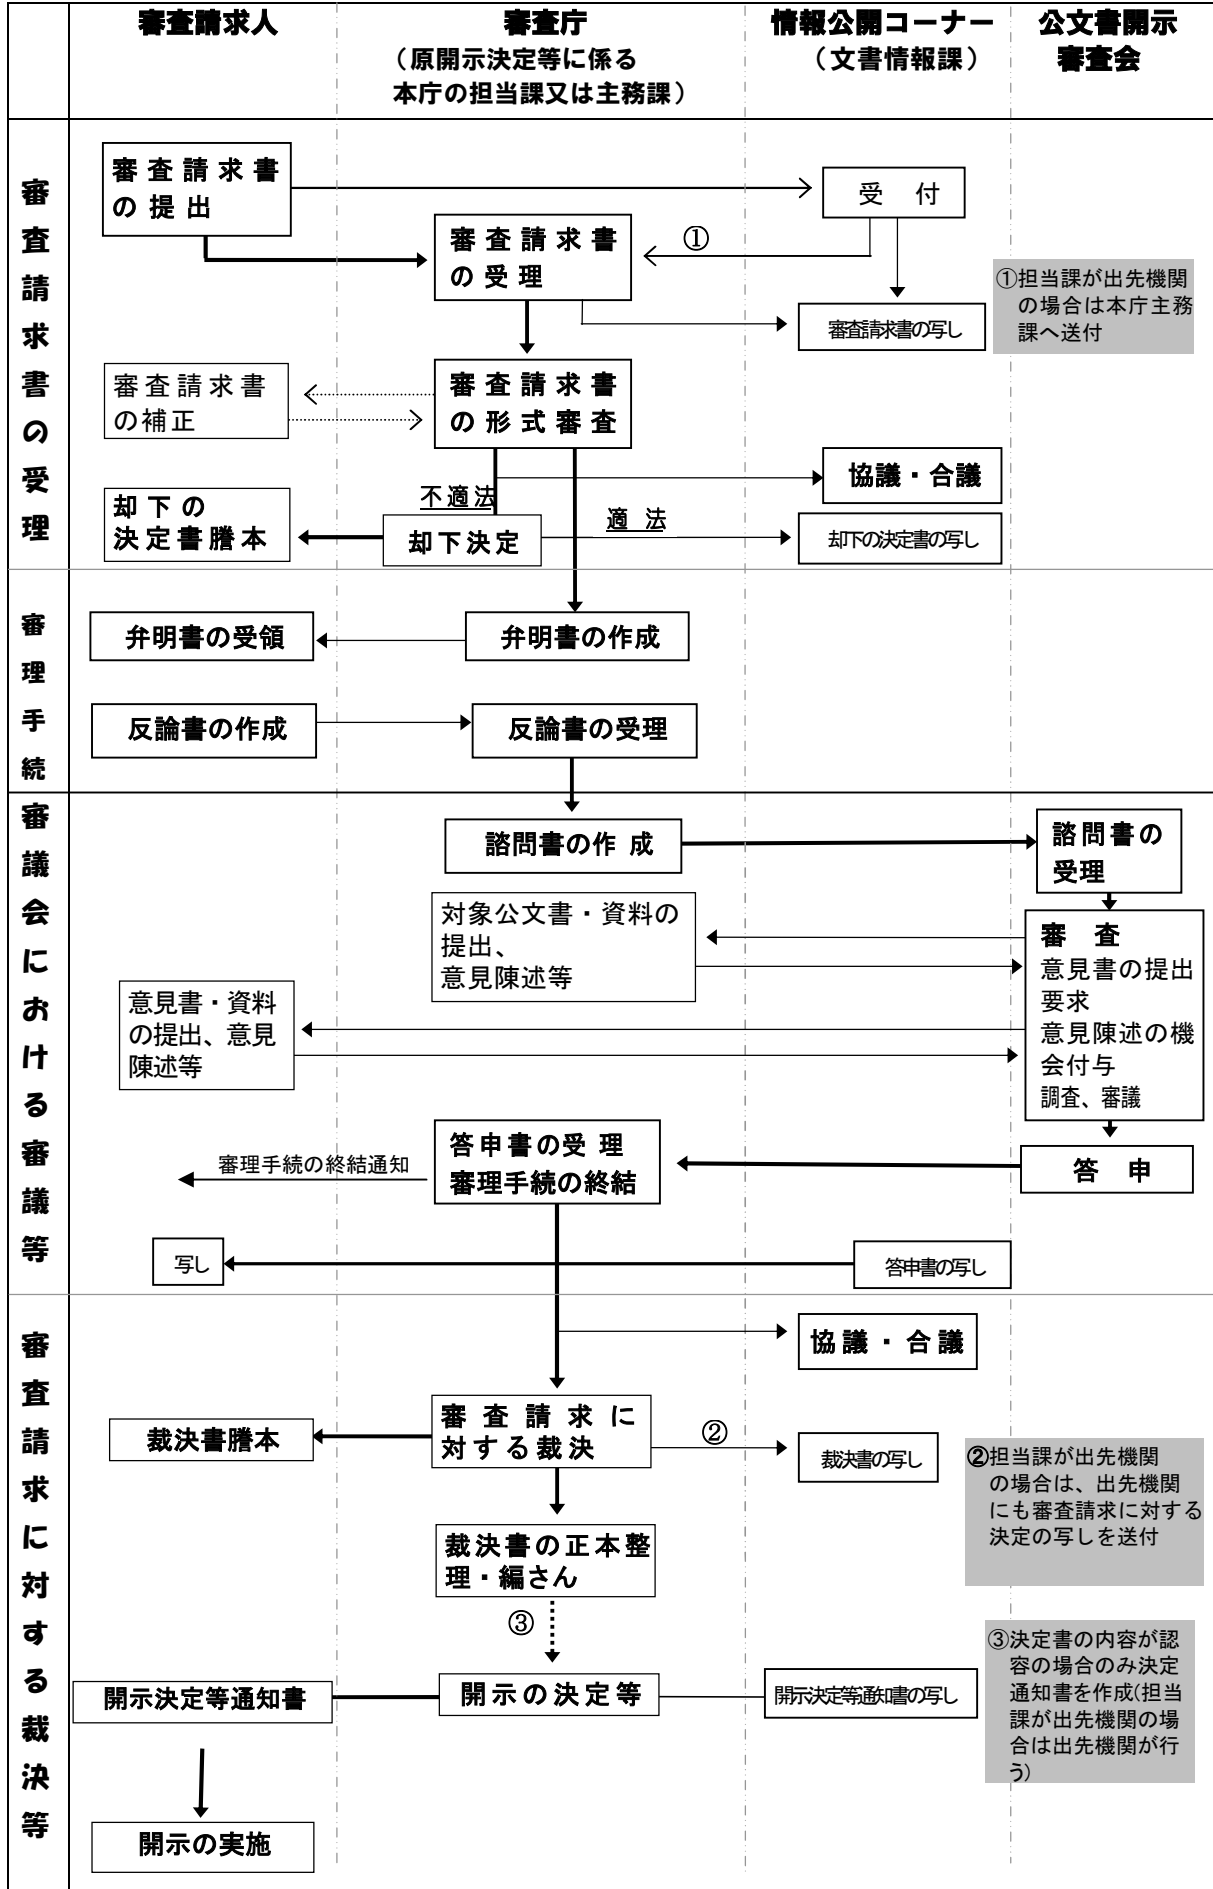 審査請求人
審査庁
（原開示決定等に係る
本庁の担当課又は主務課）
情報公開コーナー
（文書情報課）
公文書開示
審査会
審査請求書の受理
審査請求書
の提出
受　付
①
審査請求書
の受理
①担当課が出先機関
の場合は本庁主務
課へ送付
審査請求書の写し
審査請求書
の補正
審査請求書
の形式審査
協議・合議
不適法
適法
却下の
決定書謄本
却下決定
却下の決定書の写し
審理手続
弁明書の受領
弁明書の作成
反論書の作成
反論書の受理
審議会における審議等
諮問書の作成
諮問書の
受理
対象公文書・資料の
提出、
意見陳述等
審　査
意見書の提出
要求
意見陳述の機
会付与
調査、審議
意見書・資料
の提出、意見
陳述等
答申書の受理
審理手続の終結
審理手続の終結通知
答　申
写し
答申書の写し
審査請求に対する裁決等
協議・合議
審査請求に
対する裁決
裁決書謄本
②
裁決書の写し
②担当課が出先機関
の場合は、出先機関
にも審査請求に対する
決定の写しを送付
裁決書の正本整
理・編さん
③
③決定書の内容が認
容の場合のみ決定
通知書を作成(担当
課が出先機関の場
合は出先機関が行
う)
開示決定等通知書
開示の決定等
開示決定等通知書の写し
開示の実施